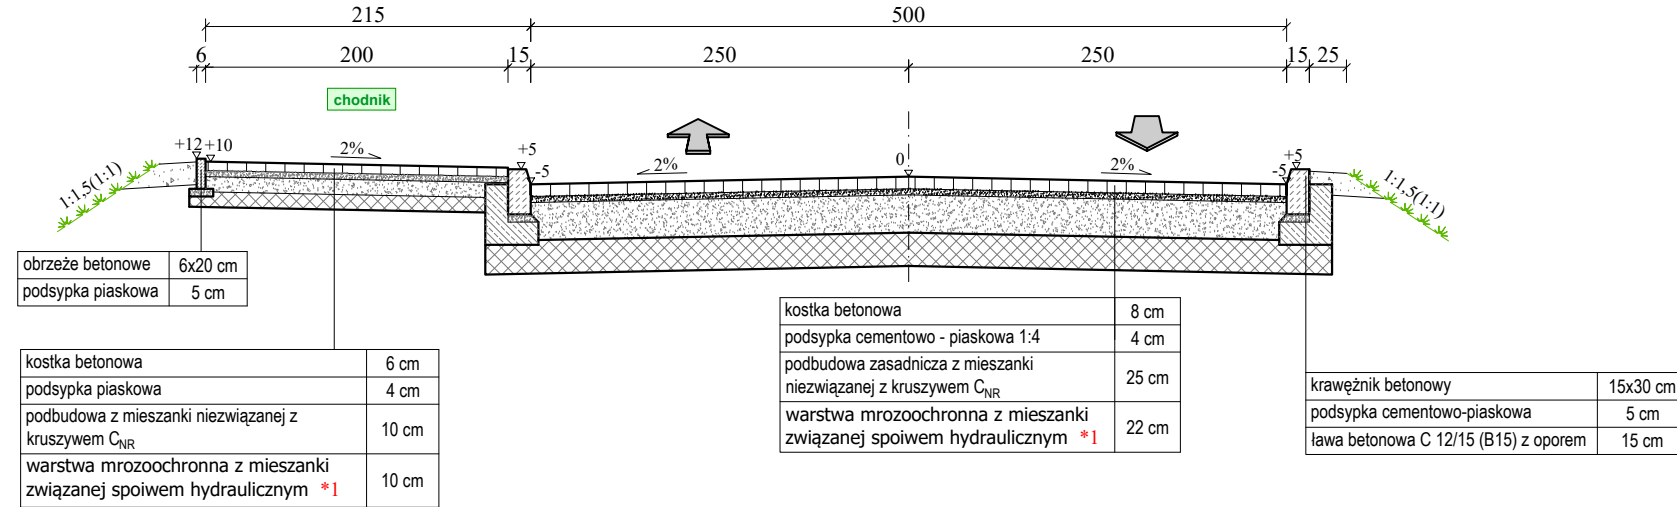 215 500
6 200 15 250 250 15 25
chodnik
+12 +10 2% +5 -5 2% 0 2% -5 +5
1:1,5(1:1) 1:1,5(1:1)
obrzeże betonowe 6x20 cm
podsypka piaskowa 5 cm
kostka betonowa 6 cm
podsypka piaskowa 4 cm
podbudowa z mieszanki niezwiązanej z
kruszywem CNR 10 cm
warstwa mrozoochronna z mieszanki
związanej spoiwem hydraulicznym *1 10 cm
kostka betonowa 8 cm
podsypka cementowo - piaskowa 1:4 4 cm
podbudowa zasadnicza z mieszanki
niezwiązanej z kruszywem CNR 25 cm
warstwa mrozoochronna z mieszanki
związanej spoiwem hydraulicznym *1 22 cm
krawężnik betonowy 15x30 cm
podsypka cementowo-piaskowa 5 cm
ława betonowa C 12/15 (B15) z oporem 15 cm